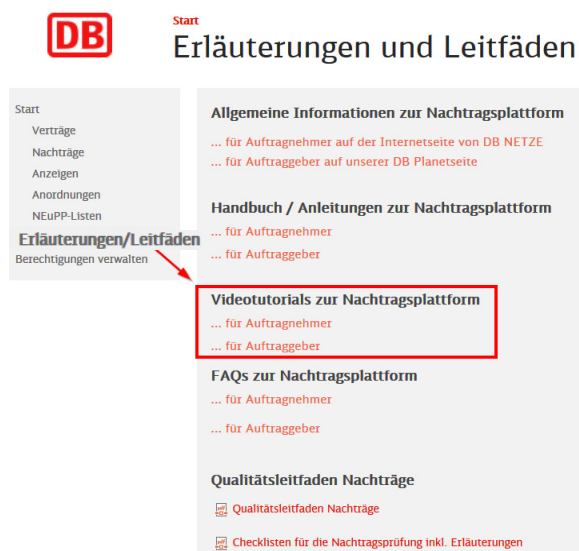 DB
Start
Erläuterungen und Leitfäden
Start
Verträge
Nachträge
Anzeigen
Anordnungen
NEuPP-Listen
Erläuterungen/Leitfäden
Berechtigungen verwalten
Allgemeine Informationen zur Nachtragsplattform
... für Auftragnehmer auf der Internetseite von DB NETZE
... für Auftraggeber auf unserer DB Planetseite
Handbuch / Anleitungen zur Nachtragsplattform
... für Auftragnehmer
... für Auftraggeber
Videotutorials zur Nachtragsplattform
... für Auftragnehmer
... für Auftraggeber
FAQs zur Nachtragsplattform
... für Auftragnehmer
... für Auftraggeber
Qualitätsleitfaden Nachträge
Qualitätsleitfaden Nachträge
Checklisten für die Nachtragsprüfung inkl. Erläuterungen